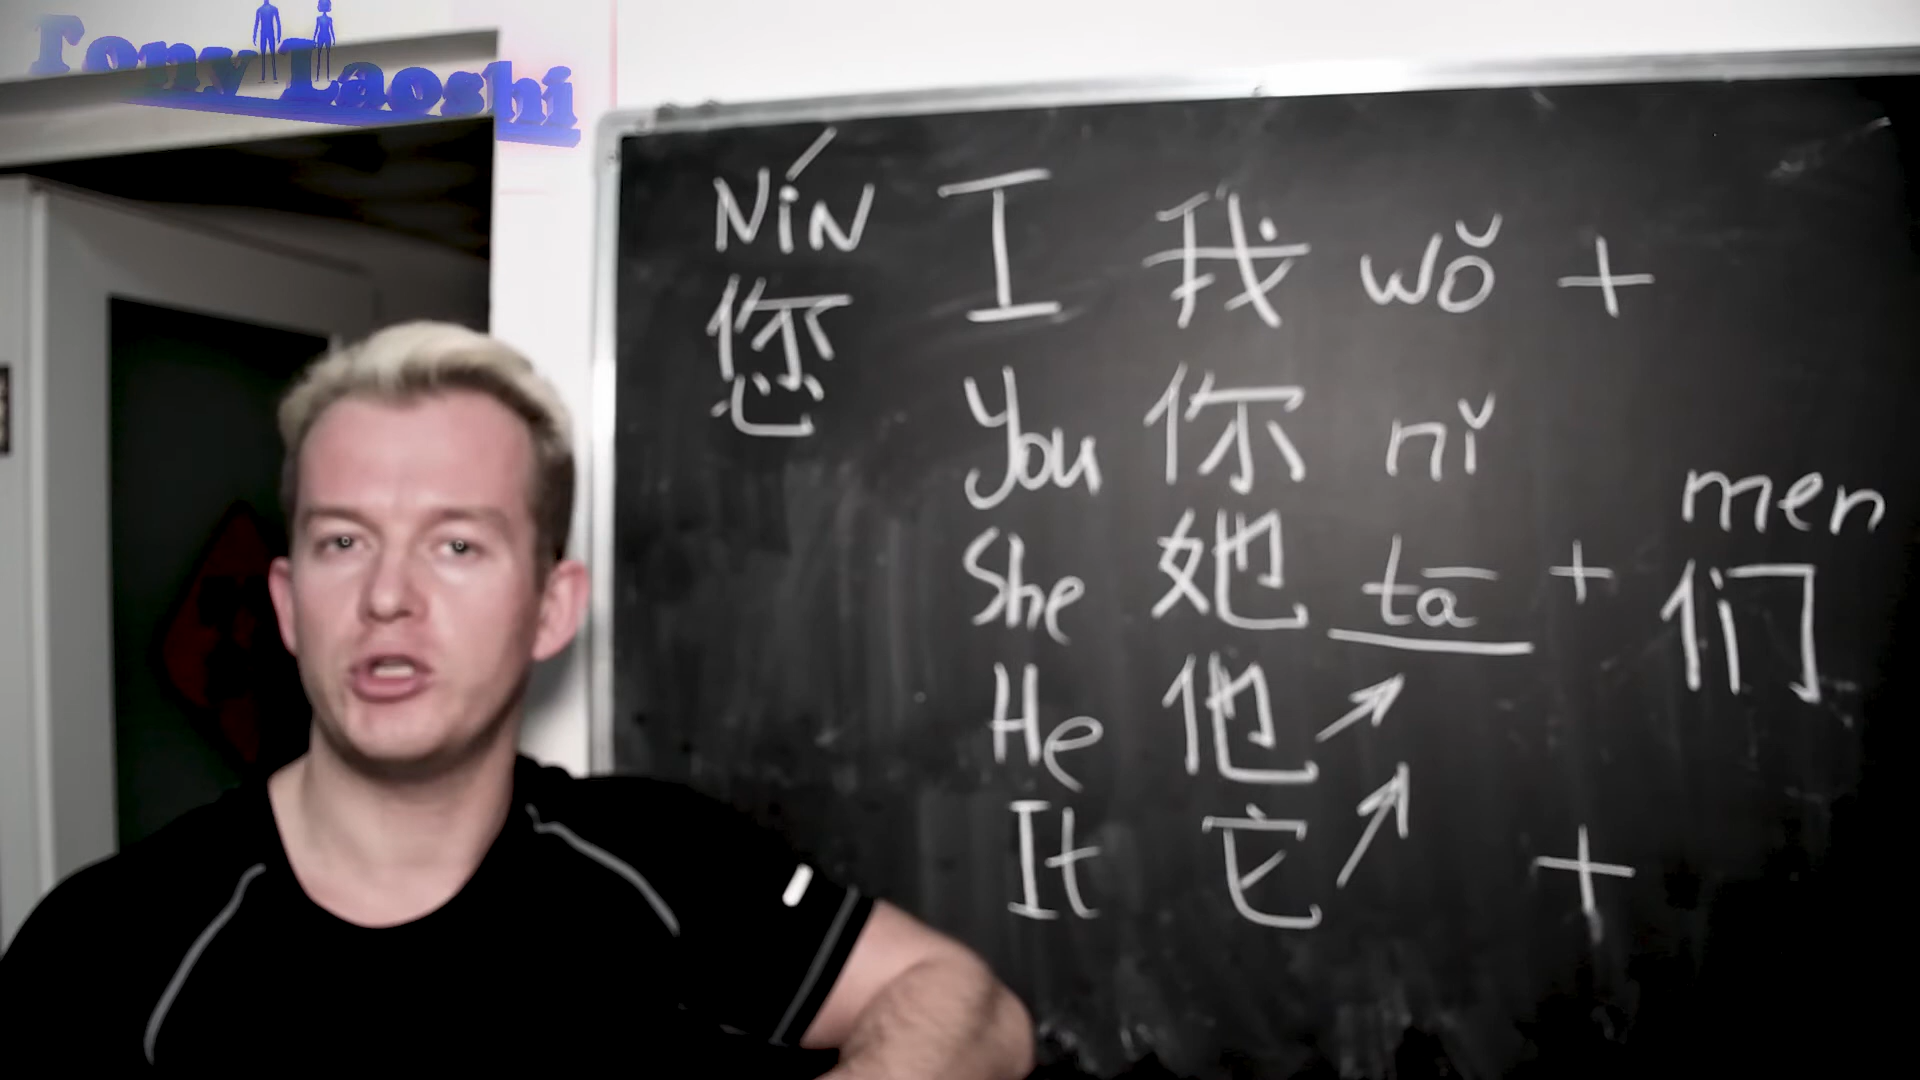 Tony Laoshi
Nín
您
I 我 wǒ +
You 你 nǐ
She 她 tā + men 们
He 他
It 它 +